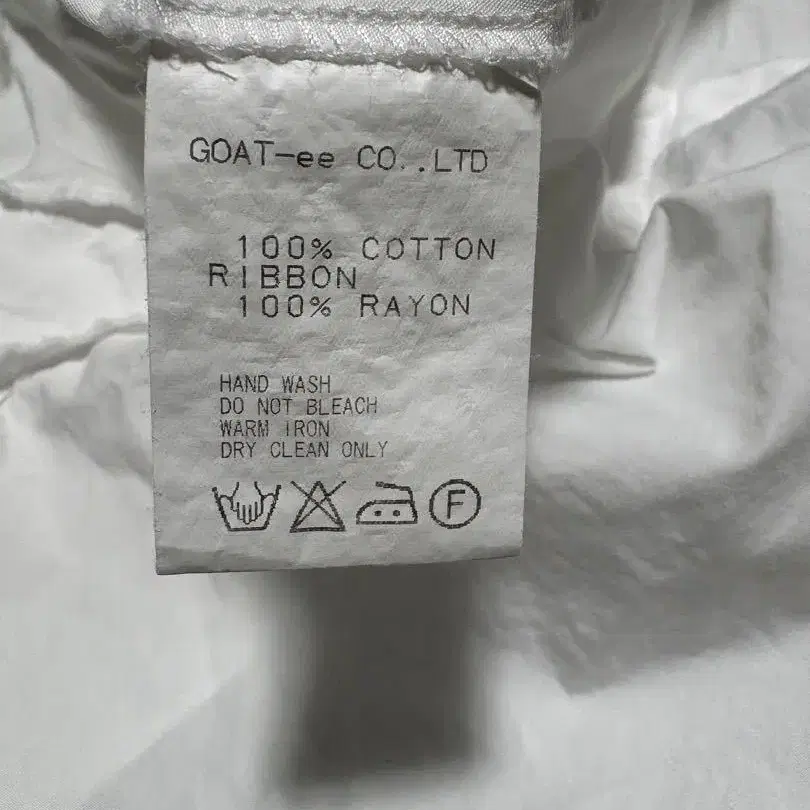 GOAT-ee CO..LTD
100% COTTON
RIBBON
100% RAYON
HAND WASH
DO NOT BLEACH
WARM IRON
DRY CLEAN ONLY
F